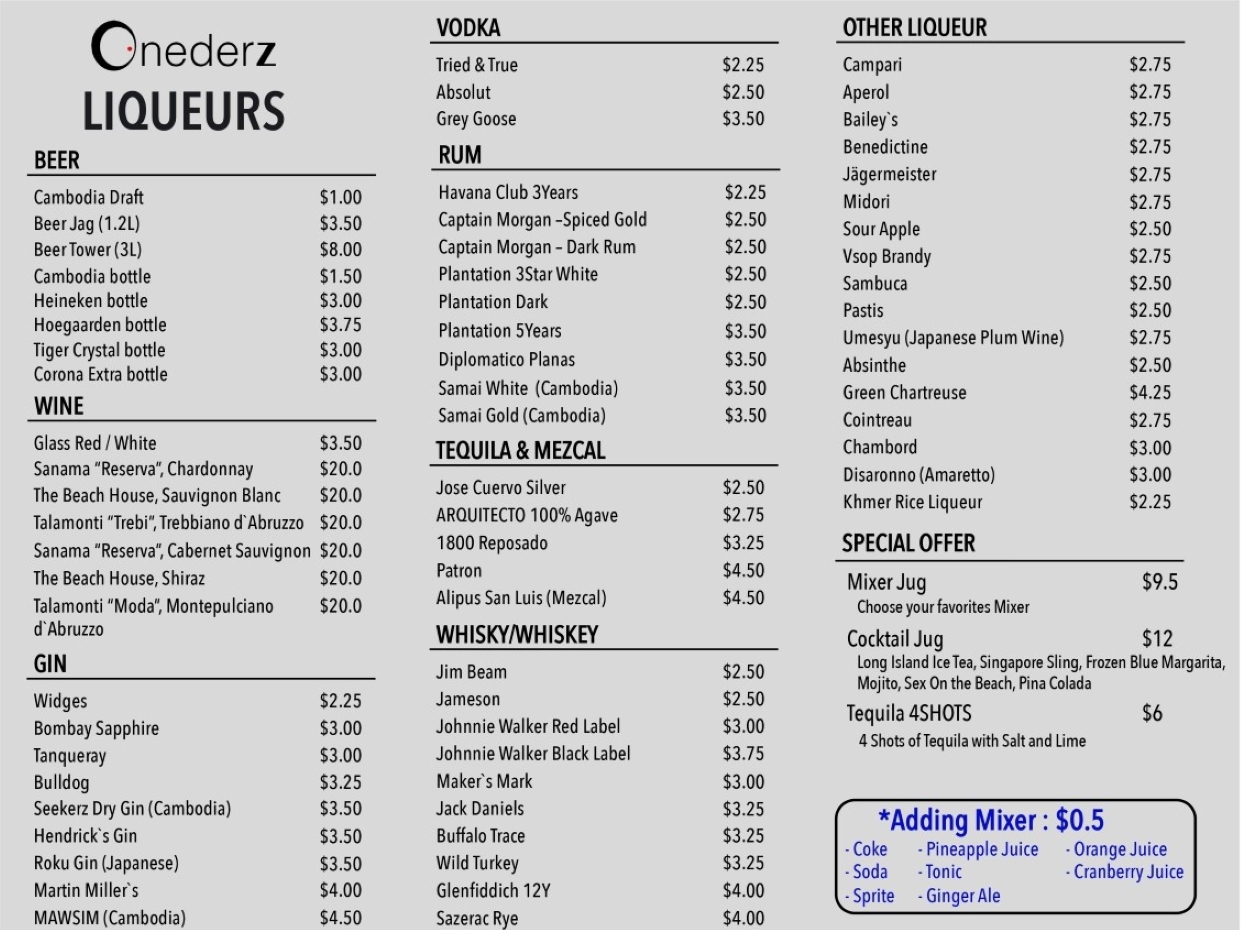 Onederz
LIQUEURS
BEER
Cambodia Draft $1.00
Beer Jag (1.2L) $3.50
Beer Tower (3L) $8.00
Cambodia bottle $1.50
Heineken bottle $3.00
Hoegaarden bottle $3.75
Tiger Crystal bottle $3.00
Corona Extra bottle $3.00
WINE
Glass Red / White $3.50
Sanama "Reserva", Chardonnay $20.0
The Beach House, Sauvignon Blanc $20.0
Talamonti "Trebi", Trebbiano d`Abruzzo $20.0
Sanama "Reserva", Cabernet Sauvignon $20.0
The Beach House, Shiraz $20.0
Talamonti "Moda", Montepulciano $20.0
d`Abruzzo
GIN
Widges $2.25
Bombay Sapphire $3.00
Tanqueray $3.00
Bulldog $3.25
Seekerz Dry Gin (Cambodia) $3.50
Hendrick`s Gin $3.50
Roku Gin (Japanese) $3.50
Martin Miller`s $4.00
MAWSIM (Cambodia) $4.50
VODKA
Tried & True $2.25
Absolut $2.50
Grey Goose $3.50
RUM
Havana Club 3Years $2.25
Captain Morgan –Spiced Gold $2.50
Captain Morgan – Dark Rum $2.50
Plantation 3Star White $2.50
Plantation Dark $2.50
Plantation 5Years $3.50
Diplomatico Planas $3.50
Samai White (Cambodia) $3.50
Samai Gold (Cambodia) $3.50
TEQUILA & MEZCAL
Jose Cuervo Silver $2.50
ARQUITECTO 100% Agave $2.75
1800 Reposado $3.25
Patron $4.50
Alipus San Luis (Mezcal) $4.50
WHISKY/WHISKEY
Jim Beam $2.50
Jameson $2.50
Johnnie Walker Red Label $3.00
Johnnie Walker Black Label $3.75
Maker`s Mark $3.00
Jack Daniels $3.25
Buffalo Trace $3.25
Wild Turkey $3.25
Glenfiddich 12Y $4.00
Sazerac Rye $4.00
OTHER LIQUEUR
Campari $2.75
Aperol $2.75
Bailey`s $2.75
Benedictine $2.75
Jägermeister $2.75
Midori $2.75
Sour Apple $2.50
Vsop Brandy $2.75
Sambuca $2.50
Pastis $2.50
Umesyu (Japanese Plum Wine) $2.75
Absinthe $2.50
Green Chartreuse $4.25
Cointreau $2.75
Chambord $3.00
Disaronno (Amaretto) $3.00
Khmer Rice Liqueur $2.25
SPECIAL OFFER
Mixer Jug $9.5
Choose your favorites Mixer
Cocktail Jug $12
Long Island Ice Tea, Singapore Sling, Frozen Blue Margarita,
Mojito, Sex On the Beach, Pina Colada
Tequila 4SHOTS $6
4 Shots of Tequila with Salt and Lime
*Adding Mixer : $0.5
- Coke - Pineapple Juice - Orange Juice
- Soda - Tonic - Cranberry Juice
- Sprite - Ginger Ale